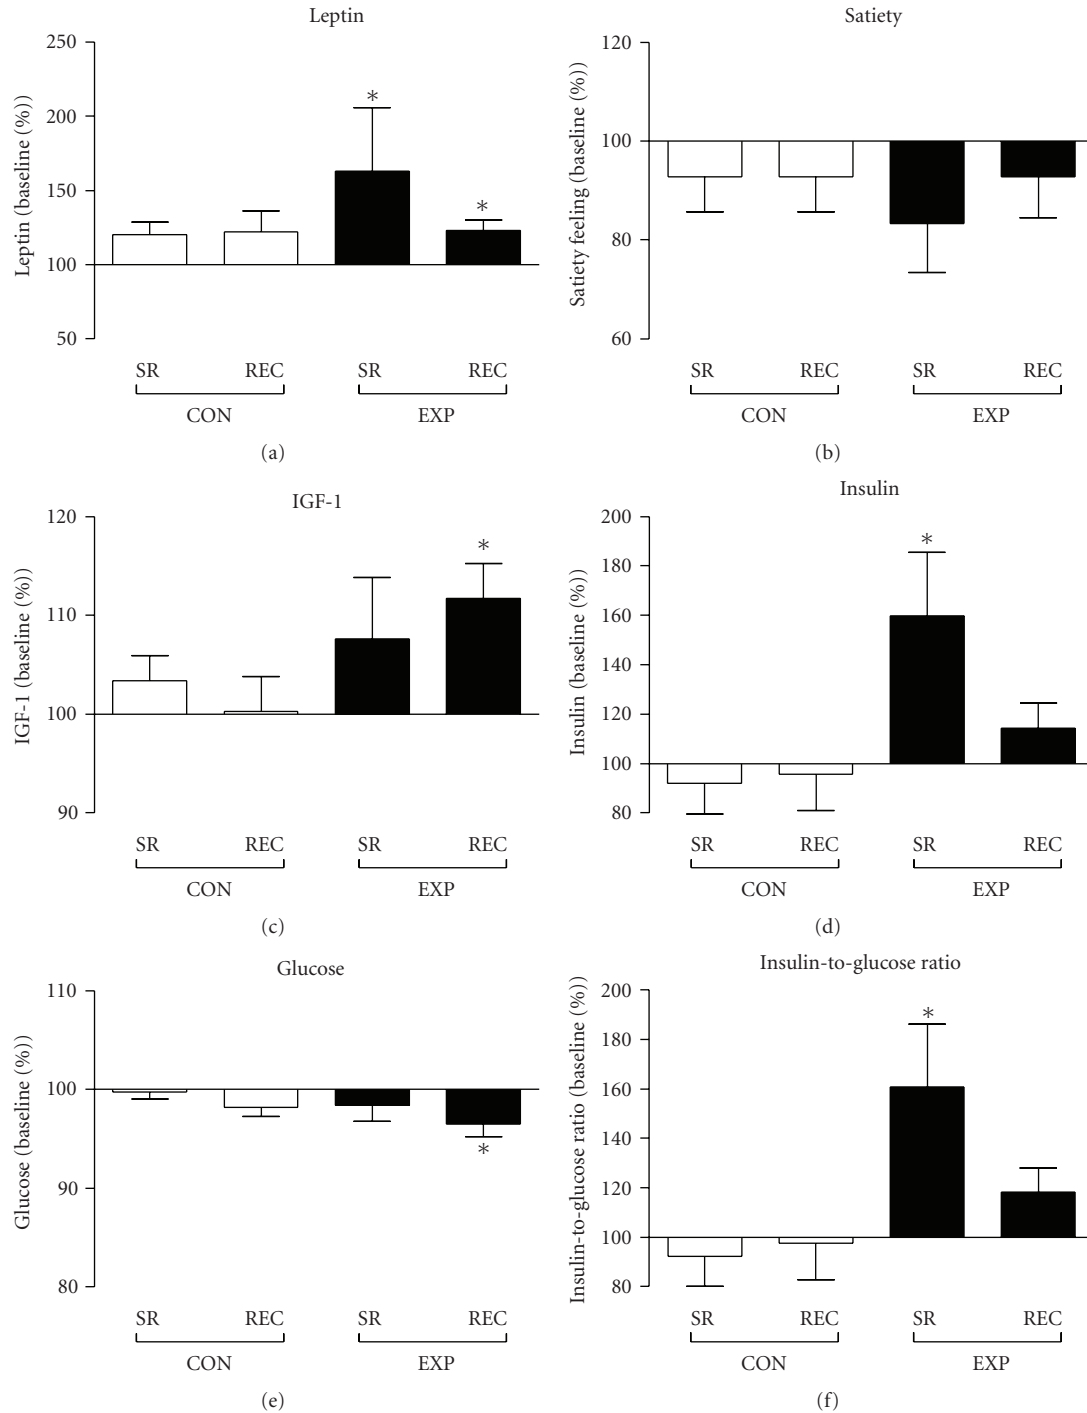 Leptin
Leptin (baseline (%))
250
200
150
100
50
*
*
SR REC SR REC
CON EXP
(a)
Satiety
Satiety feeling (baseline (%))
120
100
80
60
SR REC SR REC
CON EXP
(b)
IGF-1
IGF-1 (baseline (%))
120
110
100
90
*
SR REC SR REC
CON EXP
(c)
Insulin
Insulin (baseline (%))
200
180
160
140
120
100
80
*
SR REC SR REC
CON EXP
(d)
Glucose
Glucose (baseline (%))
110
100
90
80
*
SR REC SR REC
CON EXP
(e)
Insulin-to-glucose ratio
Insulin-to-glucose ratio (baseline (%))
200
180
160
140
120
100
80
*
SR REC SR REC
CON EXP
(f)